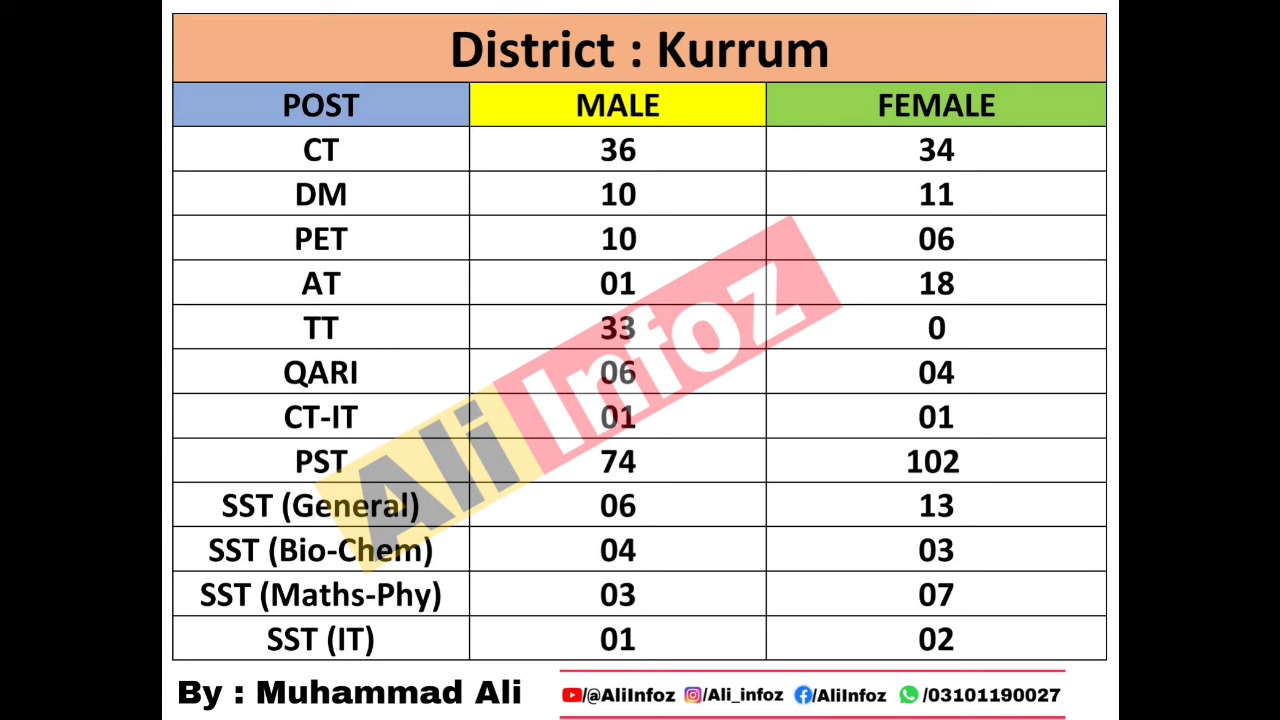 District : Kurrum
POST MALE FEMALE
CT 36 34
DM 10 11
PET 10 06
AT 01 18
TT 33 0
QARI 06 04
CT-IT 01 01
PST 74 102
SST (General) 06 13
SST (Bio-Chem) 04 03
SST (Maths-Phy) 03 07
SST (IT) 01 02
Ali Infoz
By : Muhammad Ali /@AliInfoz /Ali_infoz /AliInfoz /03101190027